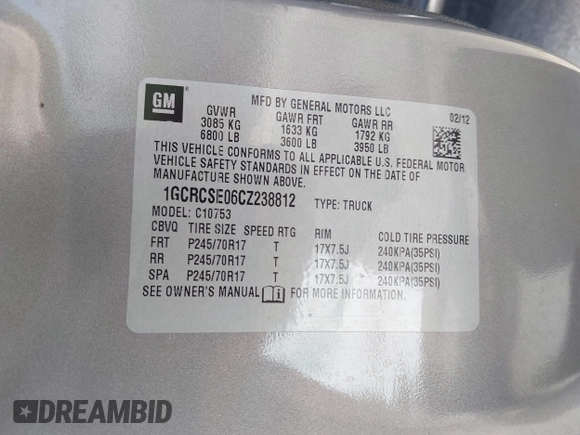 GM
MFD BY GENERAL MOTORS LLC
02/12
GVWR GAWR FRT GAWR RR
3085 KG 1633 KG 1792 KG
6800 LB 3600 LB 3950 LB
THIS VEHICLE CONFORMS TO ALL APPLICABLE U.S. FEDERAL MOTOR
VEHICLE SAFETY STANDARDS IN EFFECT ON THE DATE OF
MANUFACTURE SHOWN ABOVE.
1GCRCSE06CZ238812 TYPE: TRUCK
MODEL: C10753
CBVQ TIRE SIZE SPEED RTG RIM COLD TIRE PRESSURE
FRT P245/70R17 T 17X7.5J 240KPA(35PSI)
RR P245/70R17 T 17X7.5J 240KPA(35PSI)
SPA P245/70R17 T 17X7.5J 240KPA(35PSI)
SEE OWNER'S MANUAL FOR MORE INFORMATION.
DREAMBID